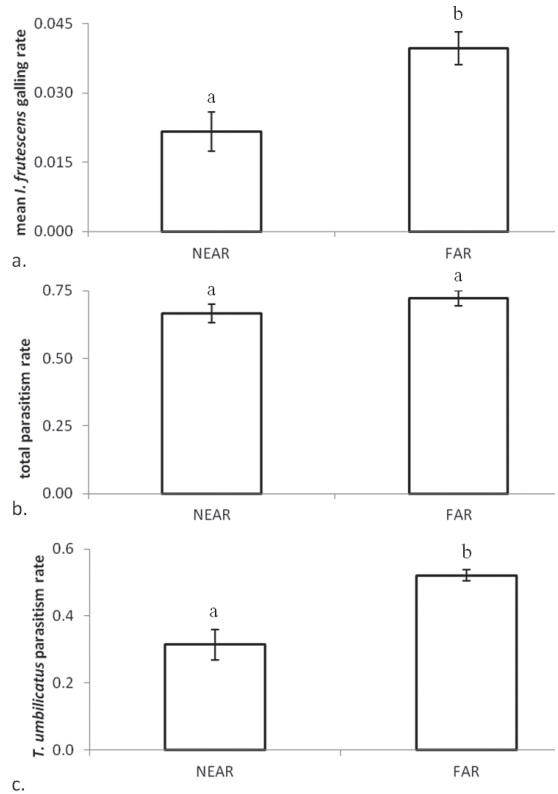 mean I. frutescens galling rate
0.045
0.030
0.015
0.000
b
a
NEAR
FAR
a.
total parasitism rate
0.75
0.50
0.25
0.00
a
a
NEAR
FAR
b.
T. umbilicatus parasitism rate
0.6
0.4
0.2
0.0
b
a
NEAR
FAR
c.